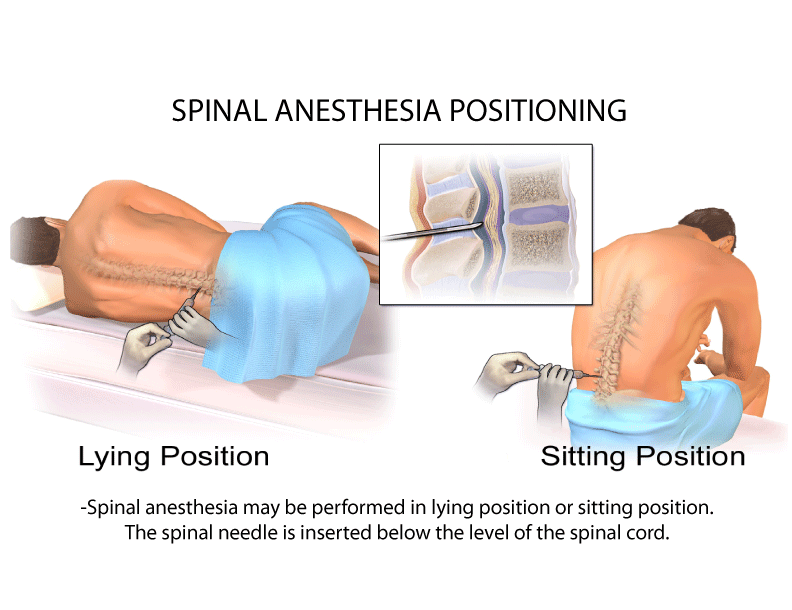 SPINAL ANESTHESIA POSITIONING
Lying Position
Sitting Position
-Spinal anesthesia may be performed in lying position or sitting position.
The spinal needle is inserted below the level of the spinal cord.